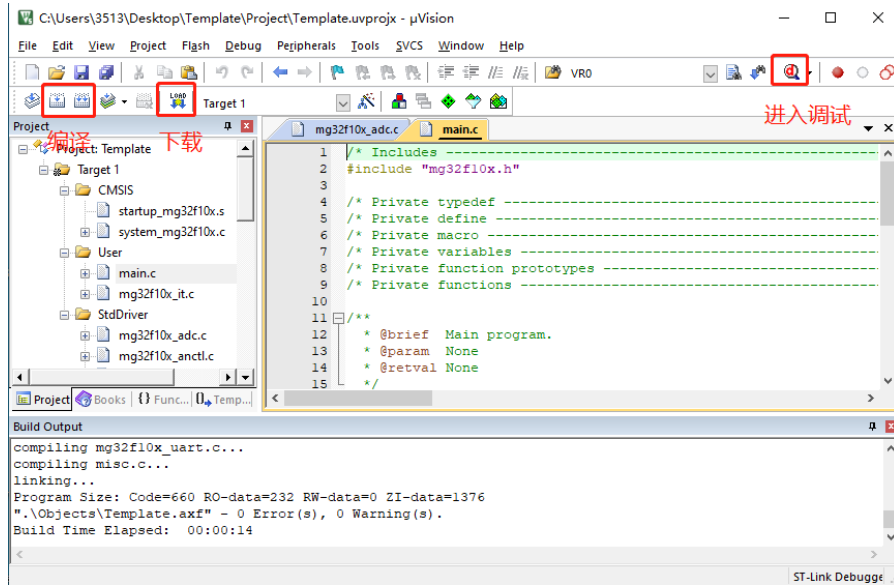 C:\Users\3513\Desktop\Template\Project\Template.uvprojx - µVision
File Edit View Project Flash Debug Peripherals Tools SVCS Window Help
VR0
LOAD
Target 1
进入调试
Project
编译
下载
mg32f10x_adc.c
main.c
Project: Template
Target 1
CMSIS
startup_mg32f10x.s
system_mg32f10x.c
User
main.c
mg32f10x_it.c
StdDriver
mg32f10x_adc.c
mg32f10x_anctl.c
Project Books {} Func... Temp...
1 /* Includes ------------------------------------------------
2 #include "mg32f10x.h"
3
4 /* Private typedef -----------------------------------------
5 /* Private define ------------------------------------------
6 /* Private macro -------------------------------------------
7 /* Private variables ---------------------------------------
8 /* Private function prototypes -----------------------------
9 /* Private functions ---------------------------------------
10
11 /**
12 * @brief Main program.
13 * @param None
14 * @retval None
15 */
Build Output
compiling mg32f10x_uart.c...
compiling misc.c...
linking...
Program Size: Code=660 RO-data=232 RW-data=0 ZI-data=1376
".\Objects\Template.axf" - 0 Error(s), 0 Warning(s).
Build Time Elapsed: 00:00:14
ST-Link Debugge